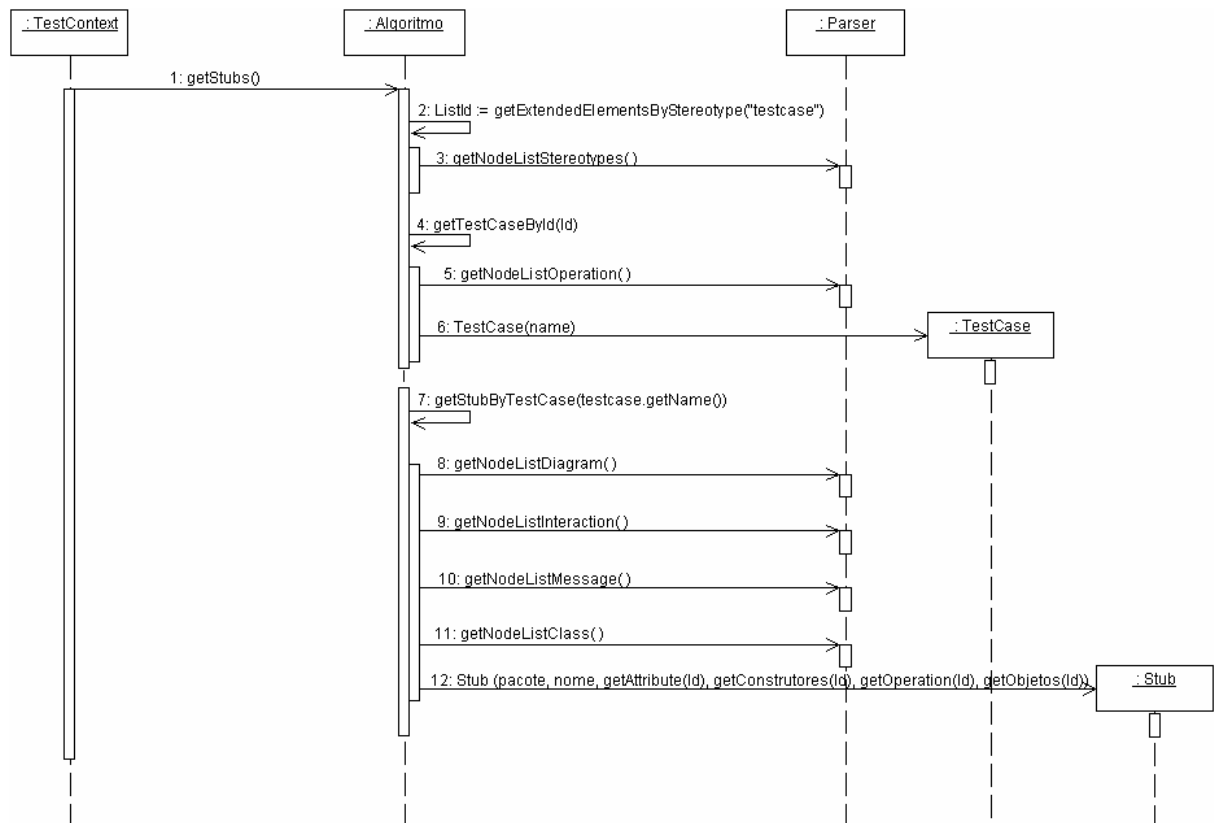 : TestContext
: Algoritmo
: Parser
1: getStubs()
2: ListId := getExtendedElementsByStereotype("testcase")
3: getNodeListStereotypes()
4: getTestCaseById(Id)
5: getNodeListOperation()
6: TestCase(name)
: TestCase
7: getStubByTestCase(testcase.getName())
8: getNodeListDiagram()
9: getNodeListInteraction()
10: getNodeListMessage()
11: getNodeListClass()
12: Stub (pacote, nome, getAttribute(Id), getConstrutores(Id), getOperation(Id), getObjetos(Id))
: Stub